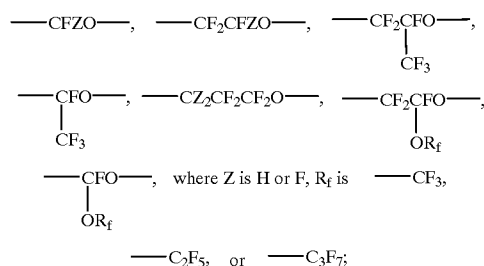 —CFZO—, —CF₂CFZO—, —CF₂CFO—,
CF₃
—CFO—, —CZ₂CF₂CF₂O—, —CF₂CFO—,
CF₃ ORf
—CFO—, where Z is H or F, Rf is —CF₃,
ORf
—C₂F₅, or —C₃F₇;